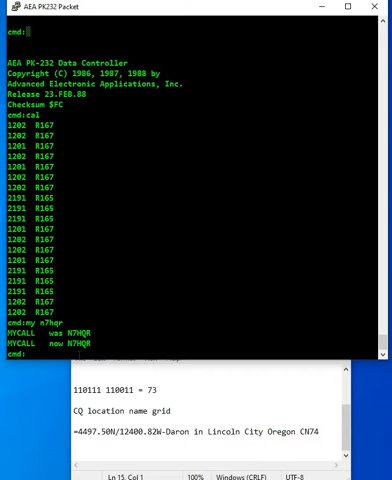 AEA PK232 Packet
cmd:
AEA PK-232 Data Controller
Copyright (C) 1986, 1987, 1988 by
Advanced Electronic Applications, Inc.
Release 23.FEB.88
Checksum $FC
cmd:cal
1202 R167
1202 R167
1201 R167
1202 R167
1201 R167
1202 R167
1202 R167
2191 R165
2191 R165
1202 R167
1201 R167
1202 R167
1201 R167
1201 R167
2191 R165
2191 R165
2191 R165
1202 R167
1202 R167
cmd:my n7hqr
MYCALL was N7HQR
MYCALL now N7HQR
cmd:
110111 110011 = 73
CQ location name grid
=4497.50N/12400.82W-Daron in Lincoln City Oregon CN74
Ln 15, Col 1 100% Windows (CRLF) UTF-8